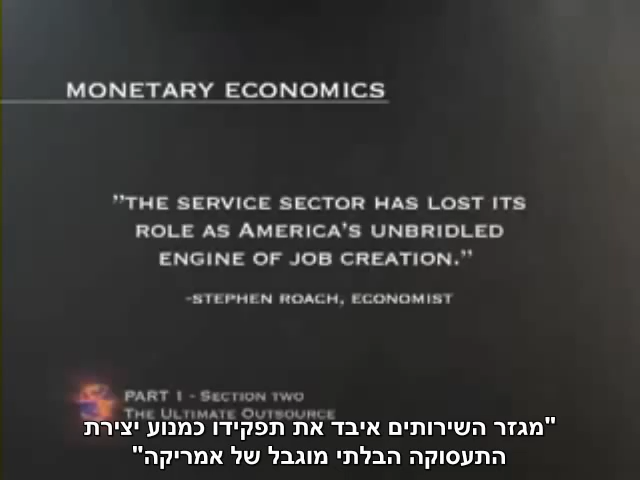 MONETARY ECONOMICS
"THE SERVICE SECTOR HAS LOST ITS
ROLE AS AMERICA'S UNBRIDLED
ENGINE OF JOB CREATION."
-STEPHEN ROACH, ECONOMIST
PART 1 - SECTION TWO
THE ULTIMATE OUTSOURCE
"מגזר השירותים איבד את תפקידו כמנוע יצירת
התעסוקה הבלתי מוגבל של אמריקה"